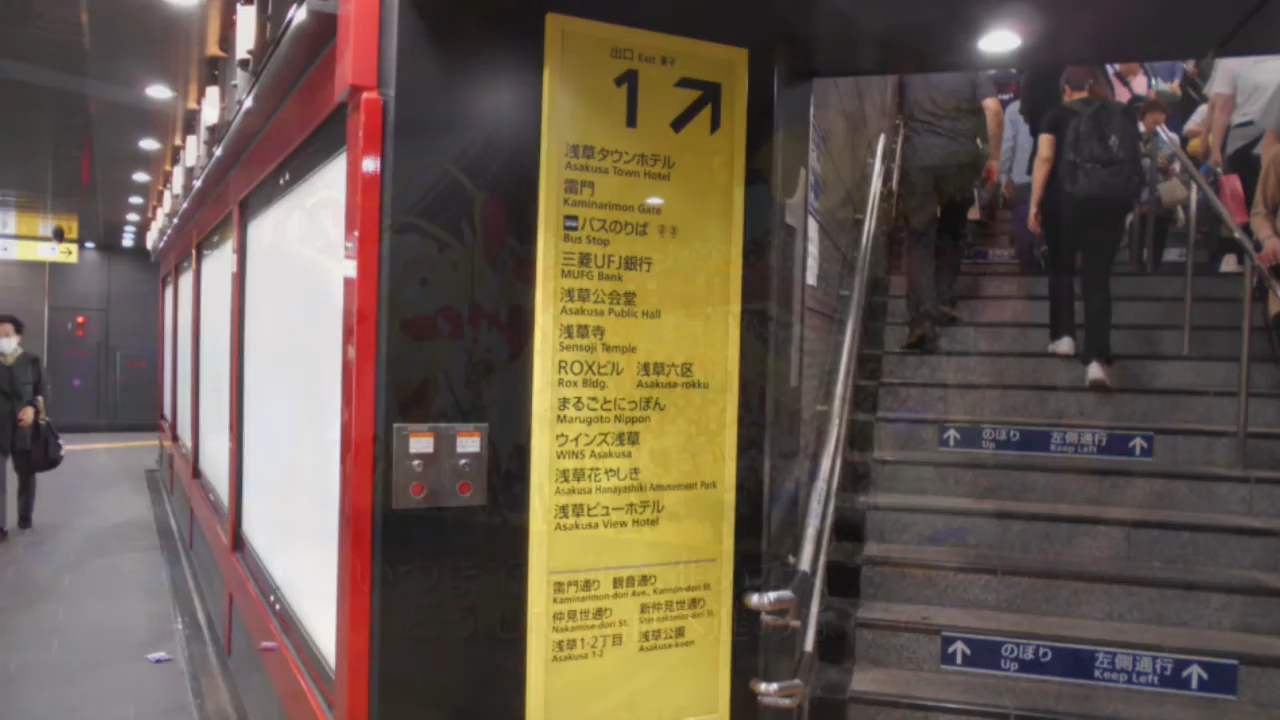 出口 Exit
1
浅草タウンホテル
Asakusa Town Hotel
雷門
Kaminarimon Gate
バスのりば
Bus Stop
三菱UFJ銀行
MUFG Bank
浅草公会堂
Asakusa Public Hall
浅草寺
Sensoji Temple
ROXビル 浅草六区
Rox Bldg. Asakusa-rokku
まるごとにっぽん
Marugoto Nippon
ウインズ浅草
WINS Asakusa
浅草花やしき
Asakusa Hanayashiki Amusement Park
浅草ビューホテル
Asakusa View Hotel
雷門通り 観音通り
Kaminarimon-dori Ave., Kannon-dori St.
仲見世通り 新仲見世通り
Nakamise-dori St. Shin-nakamise-dori St.
浅草1-2丁目 浅草公園
Asakusa 1-2 Asakusa-koen
のぼり 左側通行
Up Keep Left
のぼり 左側通行
Up Keep Left